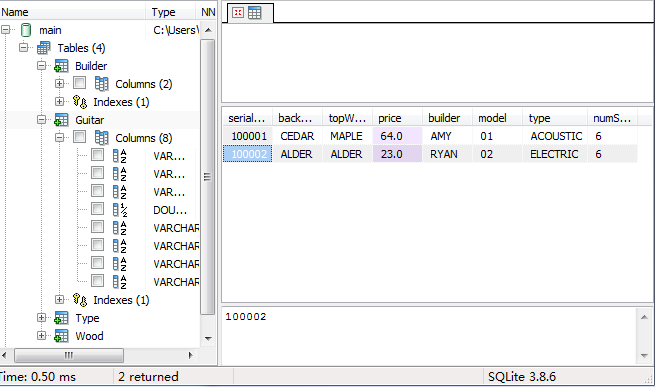 Name Type NN
main C:\Users\
Tables (4)
Builder
Columns (2)
Indexes (1)
Guitar
Columns (8)
VAR...
VAR...
VAR...
DOU...
VARCHAR
VARCHAR
VARCHAR
VARCHAR
Indexes (1)
Type
Wood
serial... back... topW... price builder model type numS...
100001 CEDAR MAPLE 64.0 AMY 01 ACOUSTIC 6
100002 ALDER ALDER 23.0 RYAN 02 ELECTRIC 6
100002
Time: 0.50 ms 2 returned SQLite 3.8.6